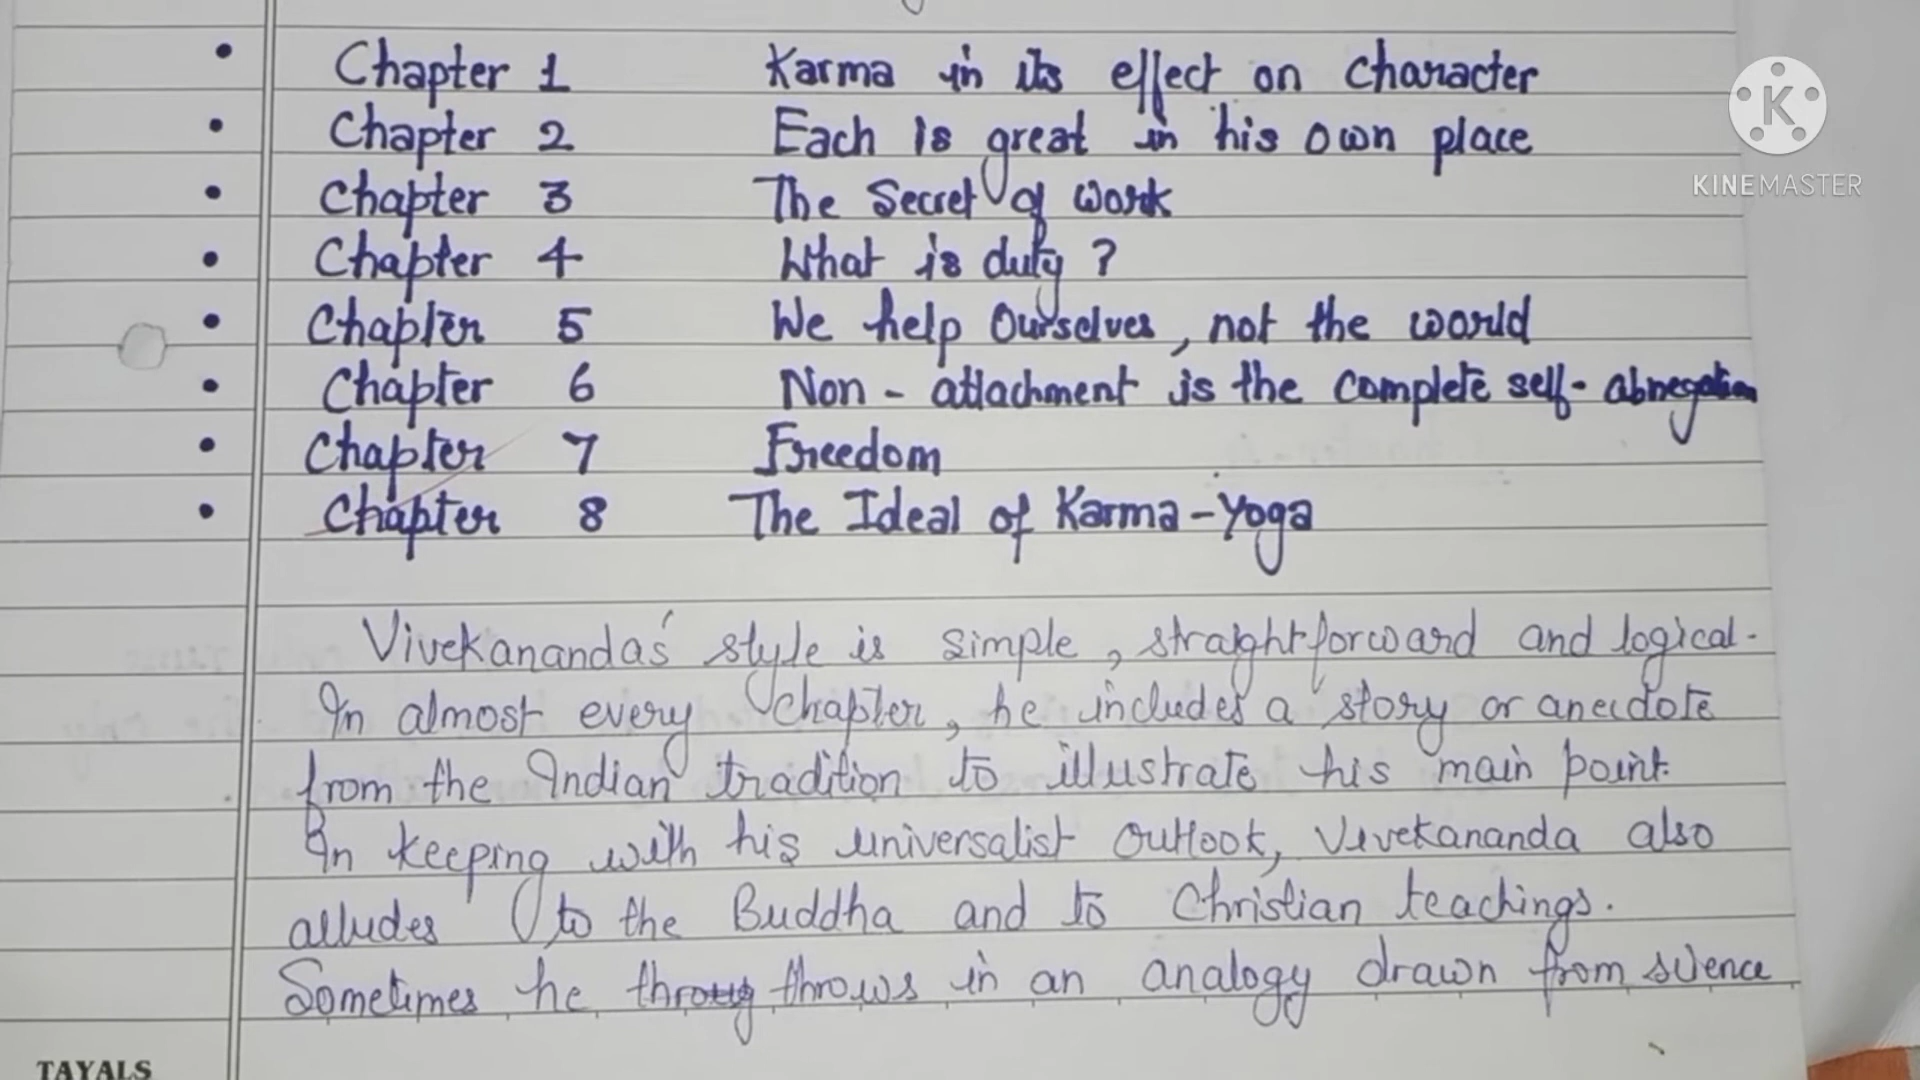 • Chapter 1 Karma in its effect on character
• Chapter 2 Each is great in his own place
• Chapter 3 The Secret of work
• Chapter 4 What is duty ?
• Chapter 5 We help Ourselves, not the world
• Chapter 6 Non - attachment is the complete self- abnegation
• Chapter 7 Freedom
• Chapter 8 The Ideal of Karma - Yoga
Vivekananda's style is simple, straightforward and logical.
In almost every chapter, he includes a story or anecdote
from the Indian tradition to illustrate his main point.
In keeping with his universalist outlook, Vivekananda also
alludes to the Buddha and to Christian teachings.
Sometimes he throws in an analogy drawn from science
TAYALS
K
KINEMASTER